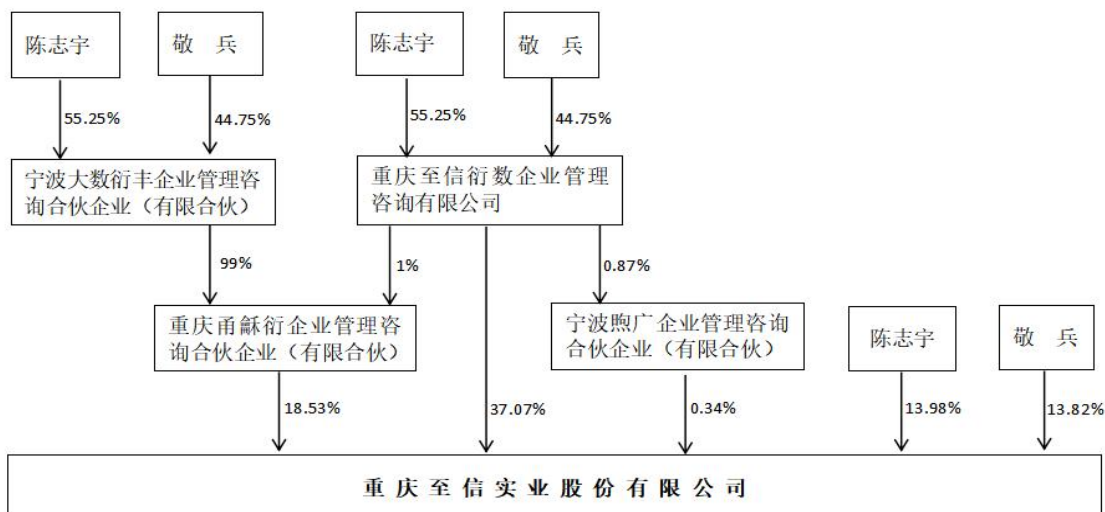 陈志宇
敬 兵
陈志宇
敬 兵
55.25%
44.75%
55.25%
44.75%
宁波大数衍丰企业管理咨
询合伙企业（有限合伙）
重庆至信衍数企业管理
咨询有限公司
99%
1%
0.87%
重庆甬龢衍企业管理咨
询合伙企业（有限合伙）
宁波煦广企业管理咨询
合伙企业（有限合伙）
陈志宇
敬 兵
18.53%
37.07%
0.34%
13.98%
13.82%
重庆至信实业股份有限公司